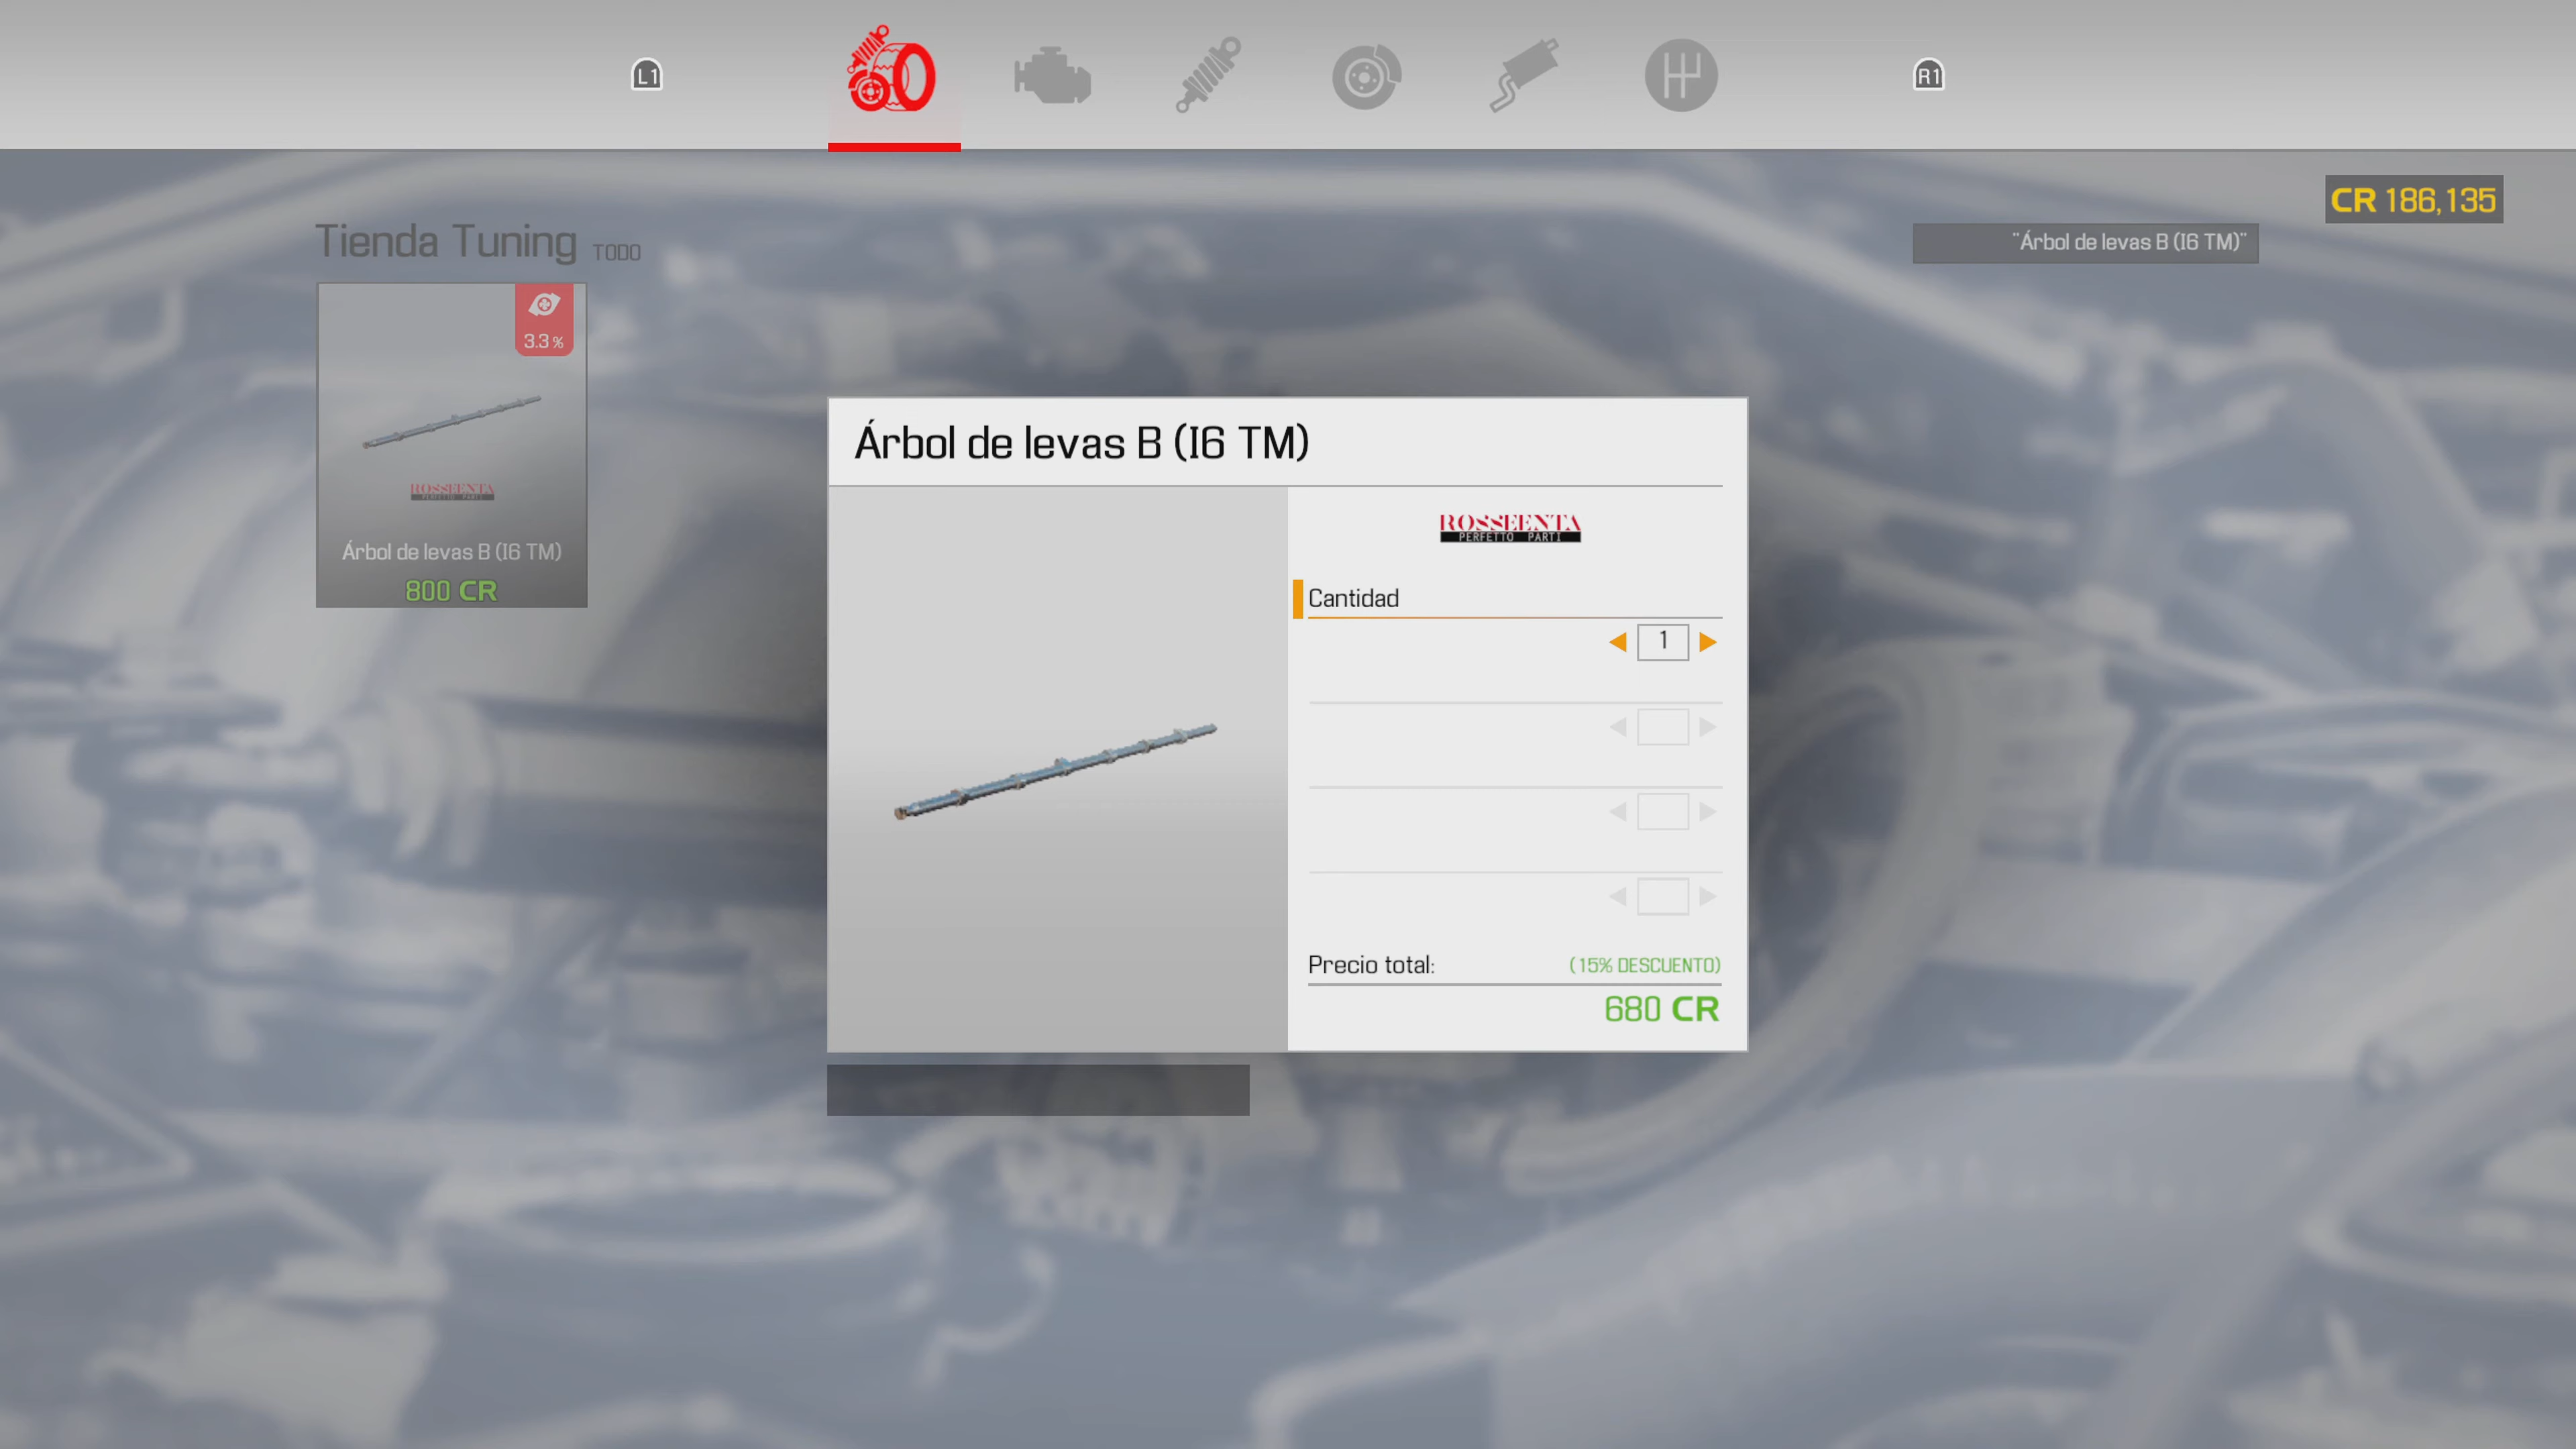 L1
R1
CR 186,135
Tienda Tuning TODO
"Árbol de levas B (I6 TM)"
3.3 %
ROSSEENTA
PERFETTO PARTI
Árbol de levas B (I6 TM)
800 CR
Árbol de levas B (I6 TM)
ROSSEENTA
PERFETTO PARTI
Cantidad
1
Precio total: (15% DESCUENTO)
680 CR